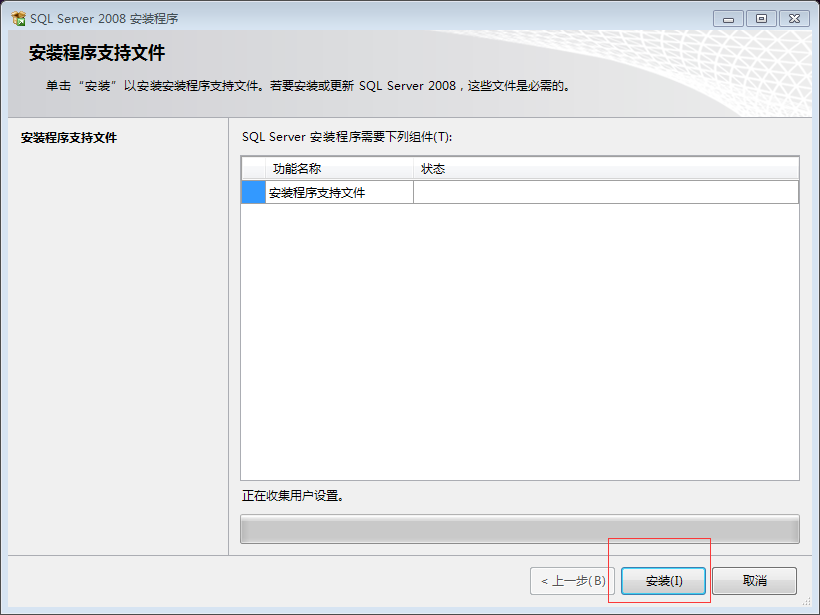 SQL Server 2008 安装程序
安装程序支持文件
单击“安装”以安装安装程序支持文件。若要安装或更新 SQL Server 2008，这些文件是必需的。
安装程序支持文件
SQL Server 安装程序需要下列组件(T):
功能名称 状态
安装程序支持文件
正在收集用户设置。
< 上一步(B) 安装(I) 取消